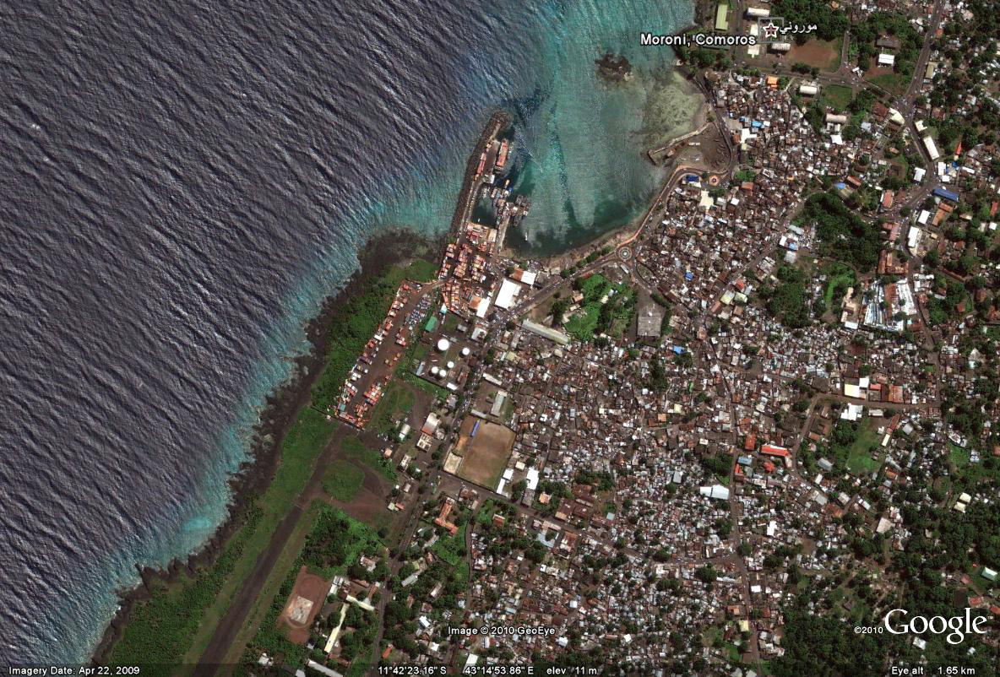 موروني
Moroni, Comoros
Image © 2010 GeoEye
©2010 Google™
Imagery Date: Apr 22, 2009
11°42'23.16" S 43°14'53.86" E elev 11 m
Eye alt 1.65 km